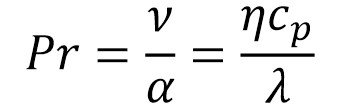 Pr = ν/α = ηc_p/λ